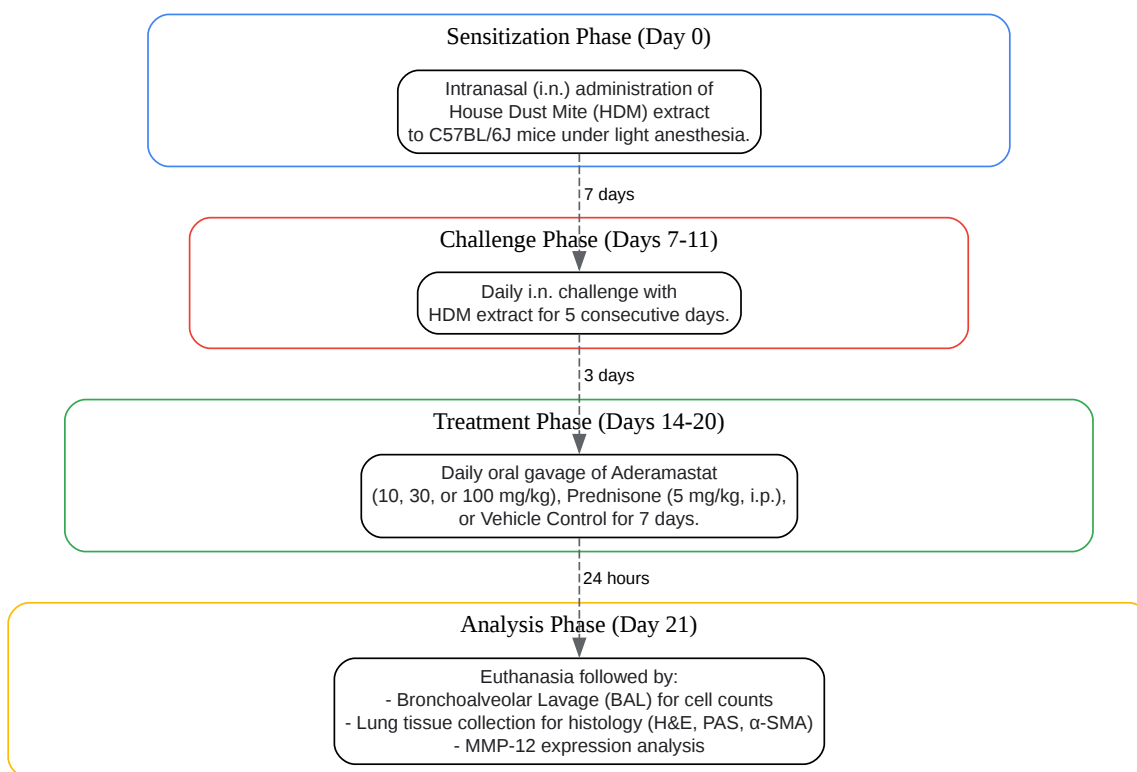 Sensitization Phase (Day 0)
Intranasal (i.n.) administration of
House Dust Mite (HDM) extract
to C57BL/6J mice under light anesthesia.
7 days
Challenge Phase (Days 7-11)
Daily i.n. challenge with
HDM extract for 5 consecutive days.
3 days
Treatment Phase (Days 14-20)
Daily oral gavage of Aderamastat
(10, 30, or 100 mg/kg), Prednisone (5 mg/kg, i.p.),
or Vehicle Control for 7 days.
24 hours
Analysis Phase (Day 21)
Euthanasia followed by:
- Bronchoalveolar Lavage (BAL) for cell counts
- Lung tissue collection for histology (H&E, PAS, α-SMA)
- MMP-12 expression analysis